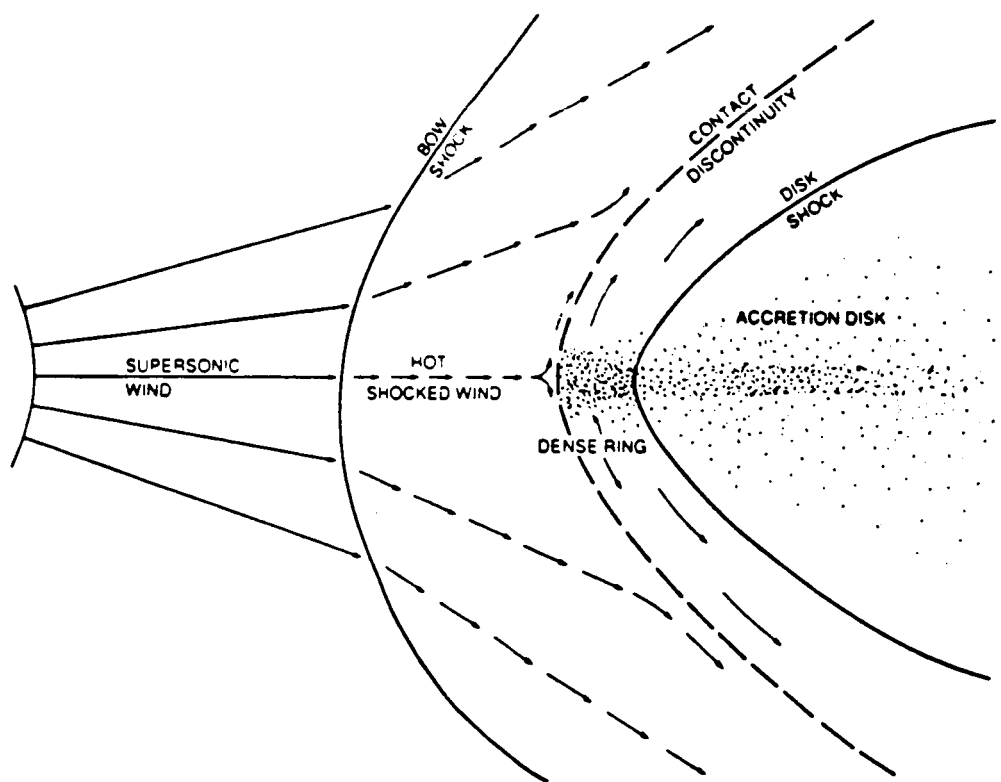 BOW
SHOCK
CONTACT
DISCONTINUITY
DISK
SHOCK
ACCRETION DISK
SUPERSONIC
WIND
HOT
SHOCKED WIND
DENSE RING